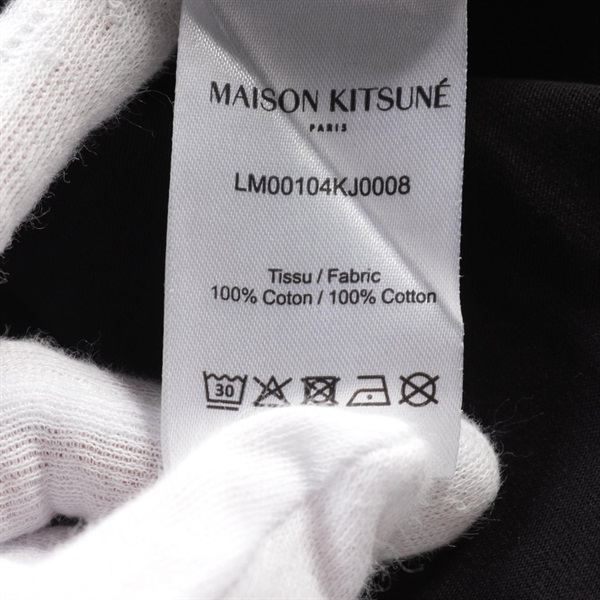 MAISON KITSUNÉ
PARIS
LM00104KJ0008
Tissu / Fabric
100% Coton / 100% Cotton
30